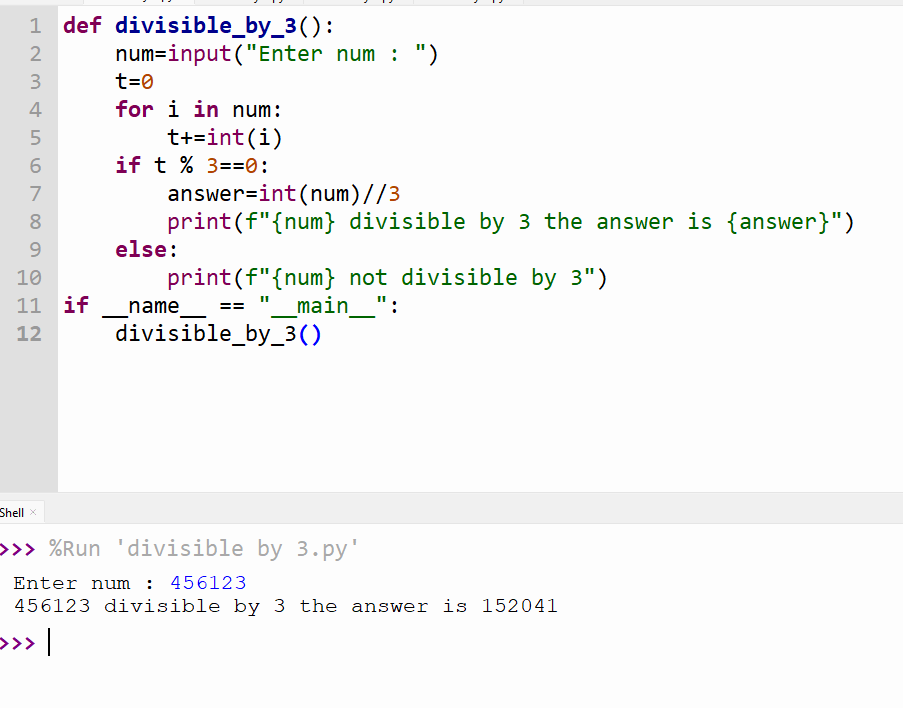 1 def divisible_by_3():
2     num=input("Enter num : ")
3     t=0
4     for i in num:
5         t+=int(i)
6     if t % 3==0:
7         answer=int(num)//3
8         print(f"{num} divisible by 3 the answer is {answer}")
9     else:
10         print(f"{num} not divisible by 3")
11 if __name__ == "__main__":
12     divisible_by_3()
Shell ×
>>> %Run 'divisible by 3.py'
Enter num : 456123
456123 divisible by 3 the answer is 152041
>>>